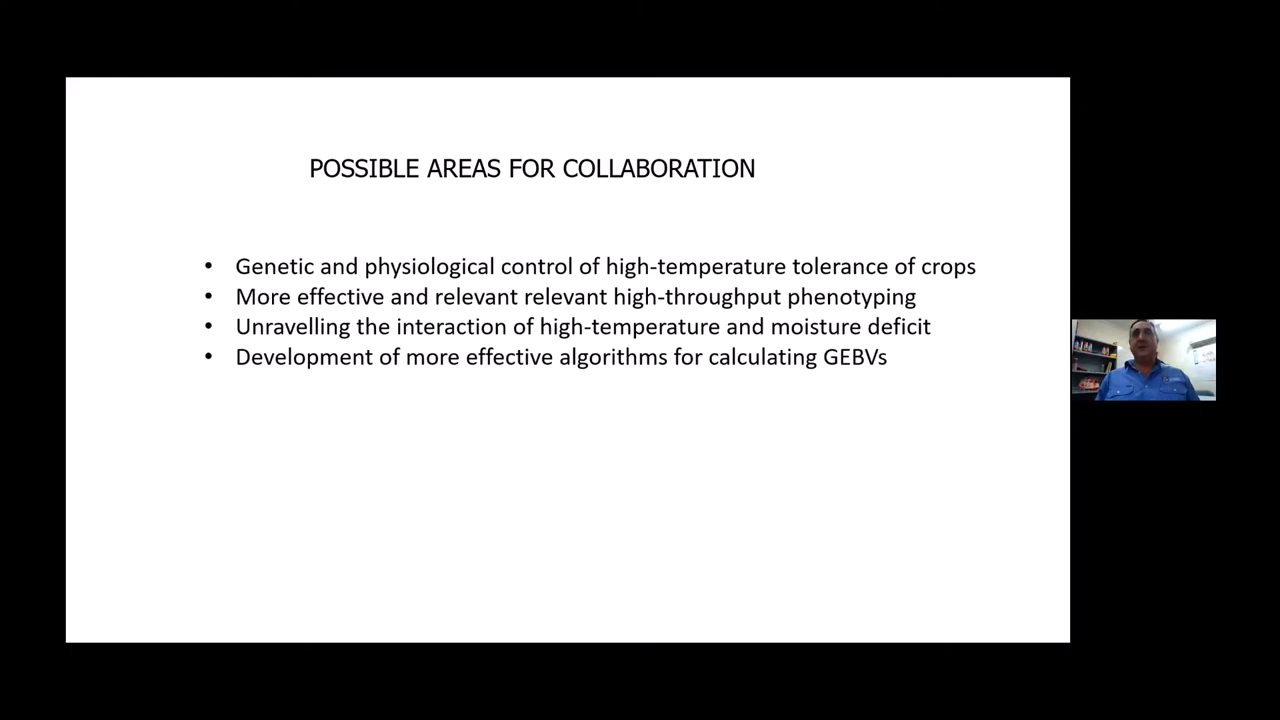 POSSIBLE AREAS FOR COLLABORATION
• Genetic and physiological control of high-temperature tolerance of crops
• More effective and relevant relevant high-throughput phenotyping
• Unravelling the interaction of high-temperature and moisture deficit
• Development of more effective algorithms for calculating GEBVs